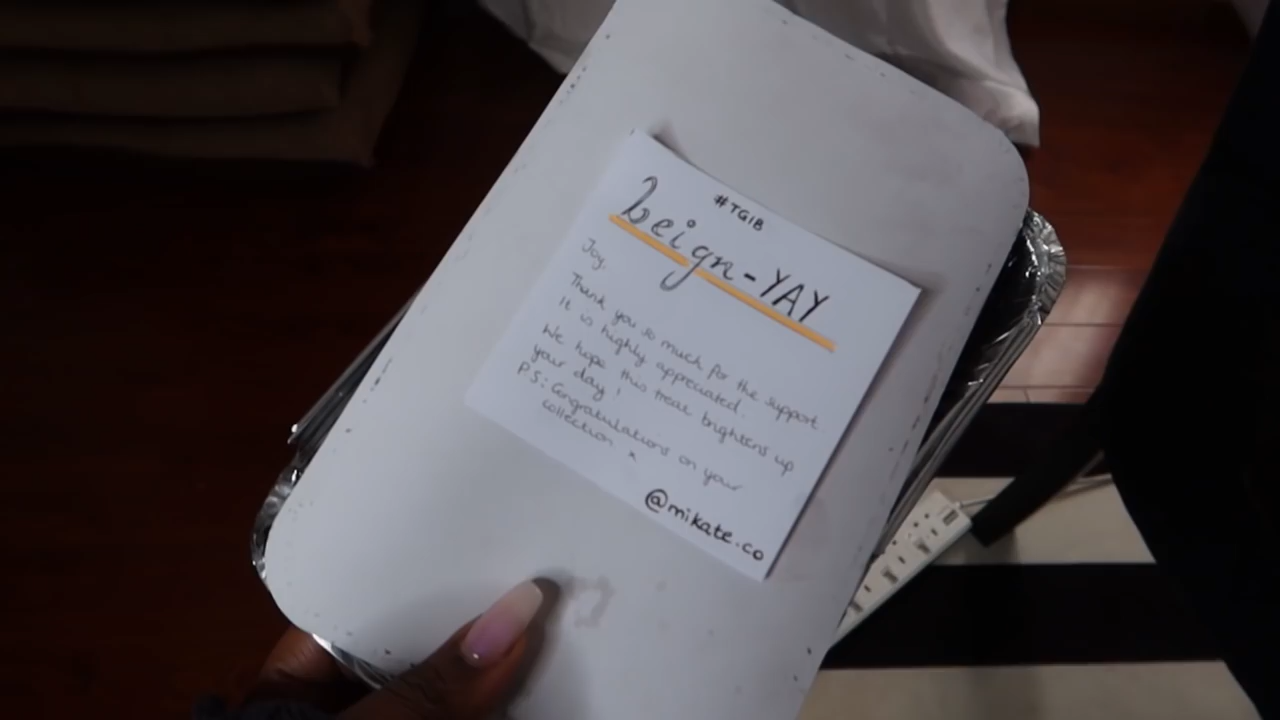 #TGIB
beign-YAY
Joy,
Thank you so much for the support
It is highly appreciated.
We hope this treat brightens up
your day!
PS: Congratulations on your
collection x
@mikate.co